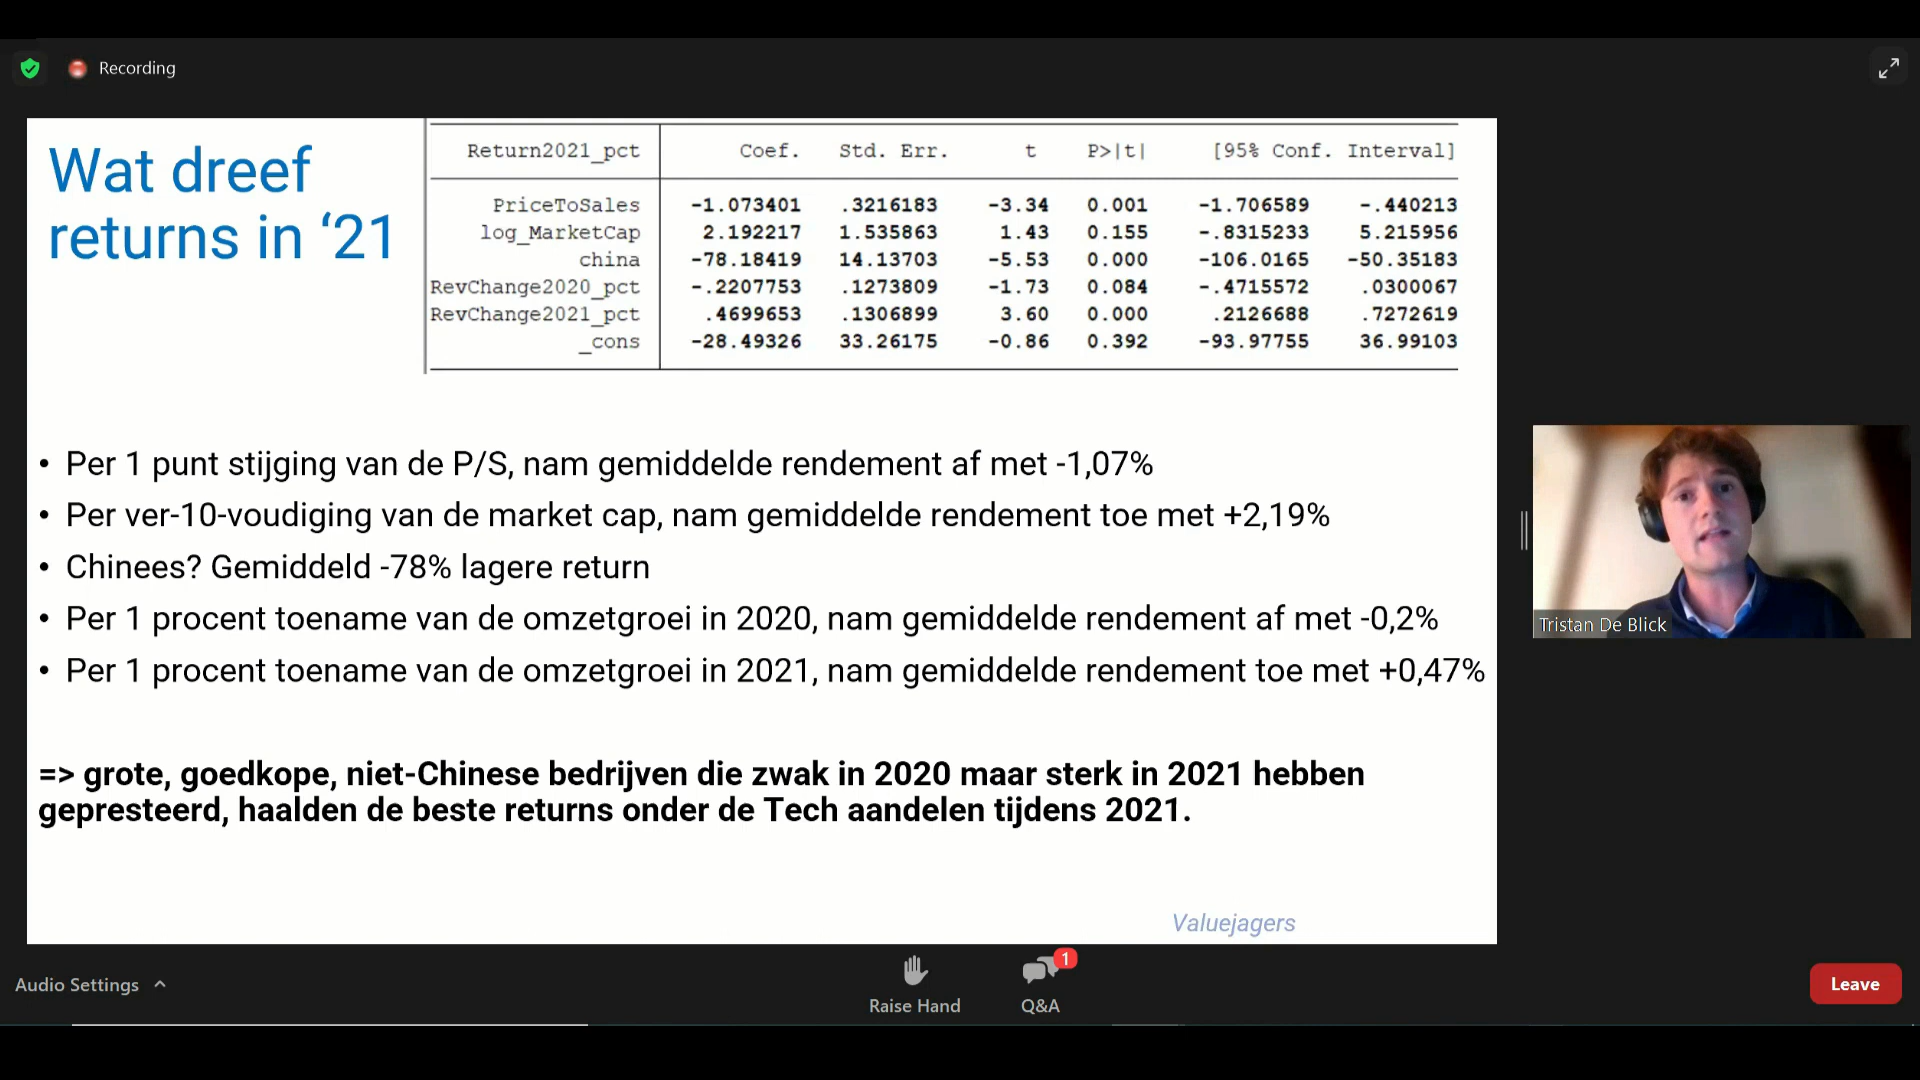 Recording
Wat dreef
returns in ‘21
Return2021_pct Coef. Std. Err. t P>|t| [95% Conf. Interval]
PriceToSales -1.073401 .3216183 -3.34 0.001 -1.706589 -.440213
log_MarketCap 2.192217 1.535863 1.43 0.155 -.8315233 5.215956
china -78.18419 14.13703 -5.53 0.000 -106.0165 -50.35183
RevChange2020_pct -.2207753 .1273809 -1.73 0.084 -.4715572 .0300067
RevChange2021_pct .4699653 .1306899 3.60 0.000 .2126688 .7272619
_cons -28.49326 33.26175 -0.86 0.392 -93.97755 36.99103
• Per 1 punt stijging van de P/S, nam gemiddelde rendement af met -1,07%
• Per ver-10-voudiging van de market cap, nam gemiddelde rendement toe met +2,19%
• Chinees? Gemiddeld -78% lagere return
• Per 1 procent toename van de omzetgroei in 2020, nam gemiddelde rendement af met -0,2%
• Per 1 procent toename van de omzetgroei in 2021, nam gemiddelde rendement toe met +0,47%
=> grote, goedkope, niet-Chinese bedrijven die zwak in 2020 maar sterk in 2021 hebben
gepresteerd, haalden de beste returns onder de Tech aandelen tijdens 2021.
Valuejagers
Tristan De Blick
Audio Settings
Raise Hand
1
Q&A
Leave